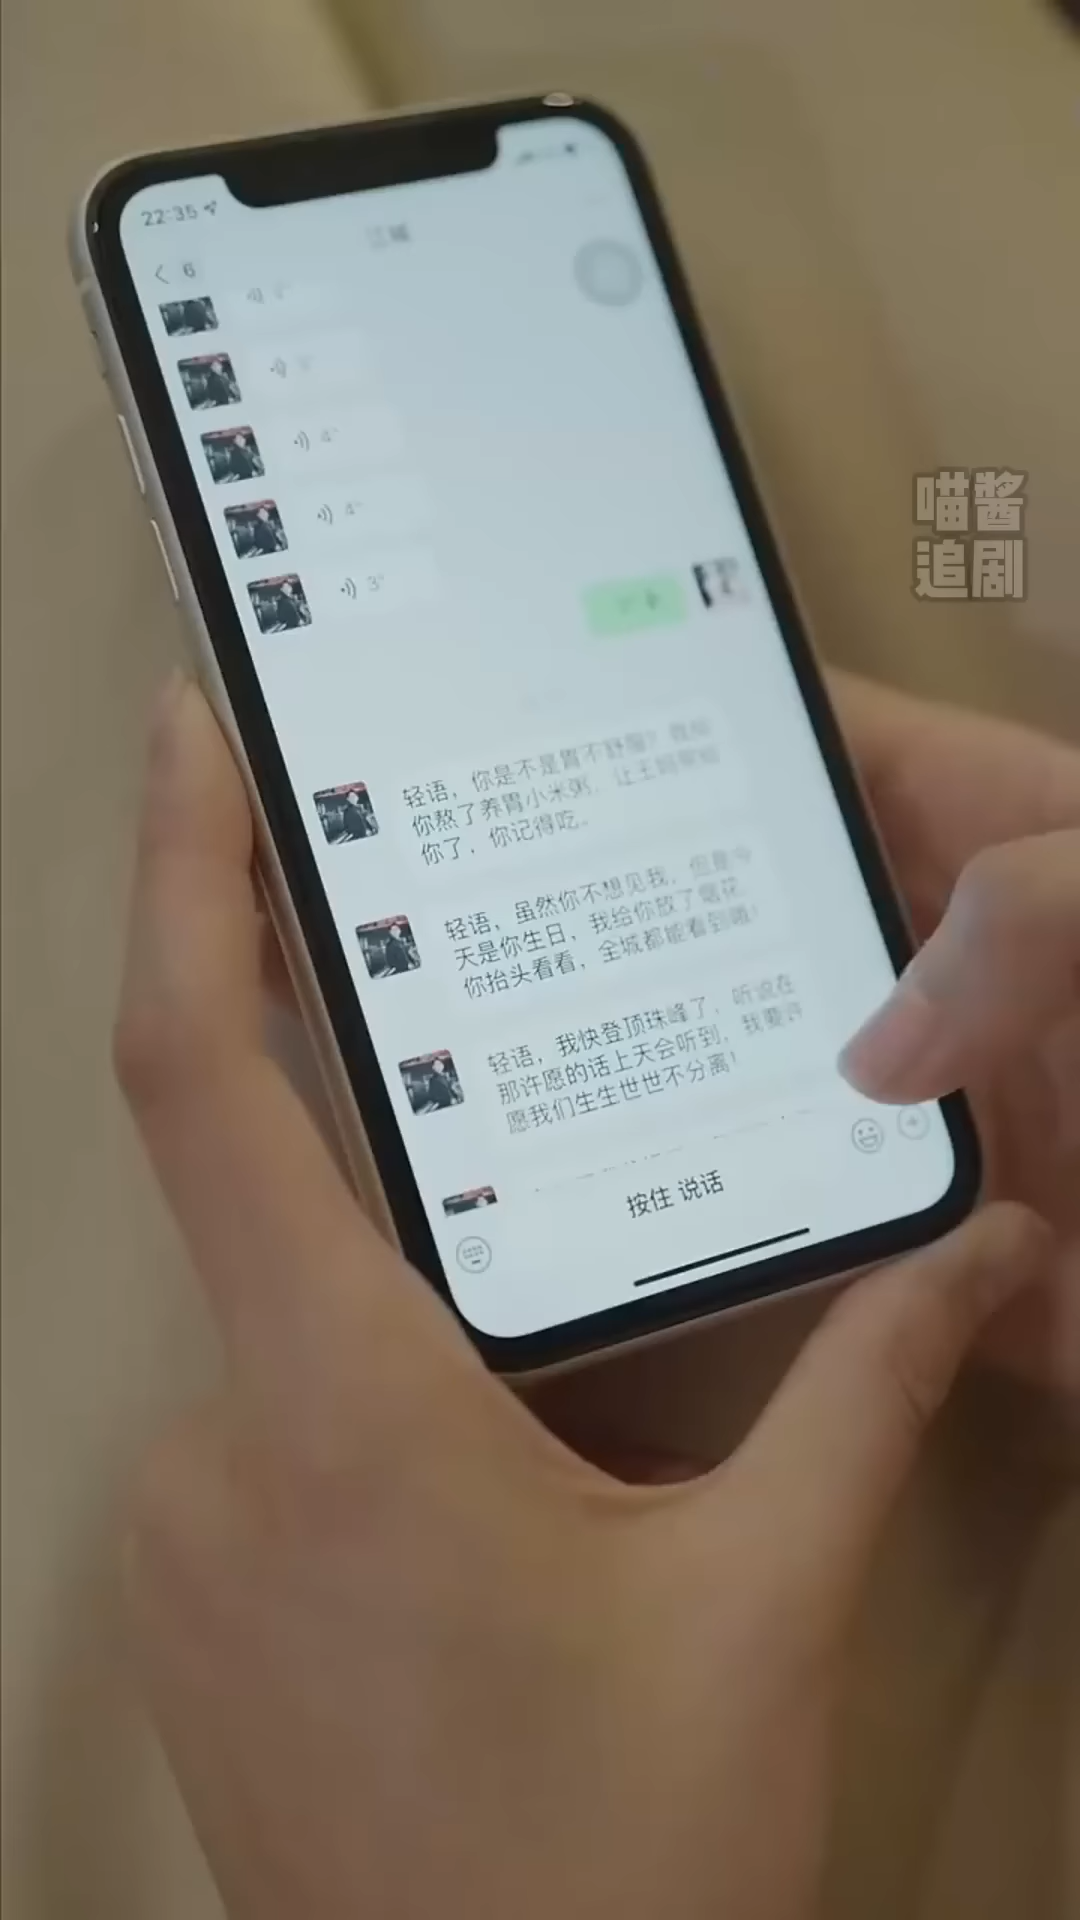 22:35
6
4"
4"
3"
喵酱
追剧
轻语，你是不是胃不舒服？我给
你熬了养胃小米粥，让王妈带给
你了，你记得吃。
轻语，虽然你不想见我，但是今
天是你生日，我给你放了烟花，
你抬头看看，全城都能看到哦！
轻语，我快登顶珠峰了，听说在
那许愿的话上天会听到，我要许
愿我们生生世世不分离！
按住 说话